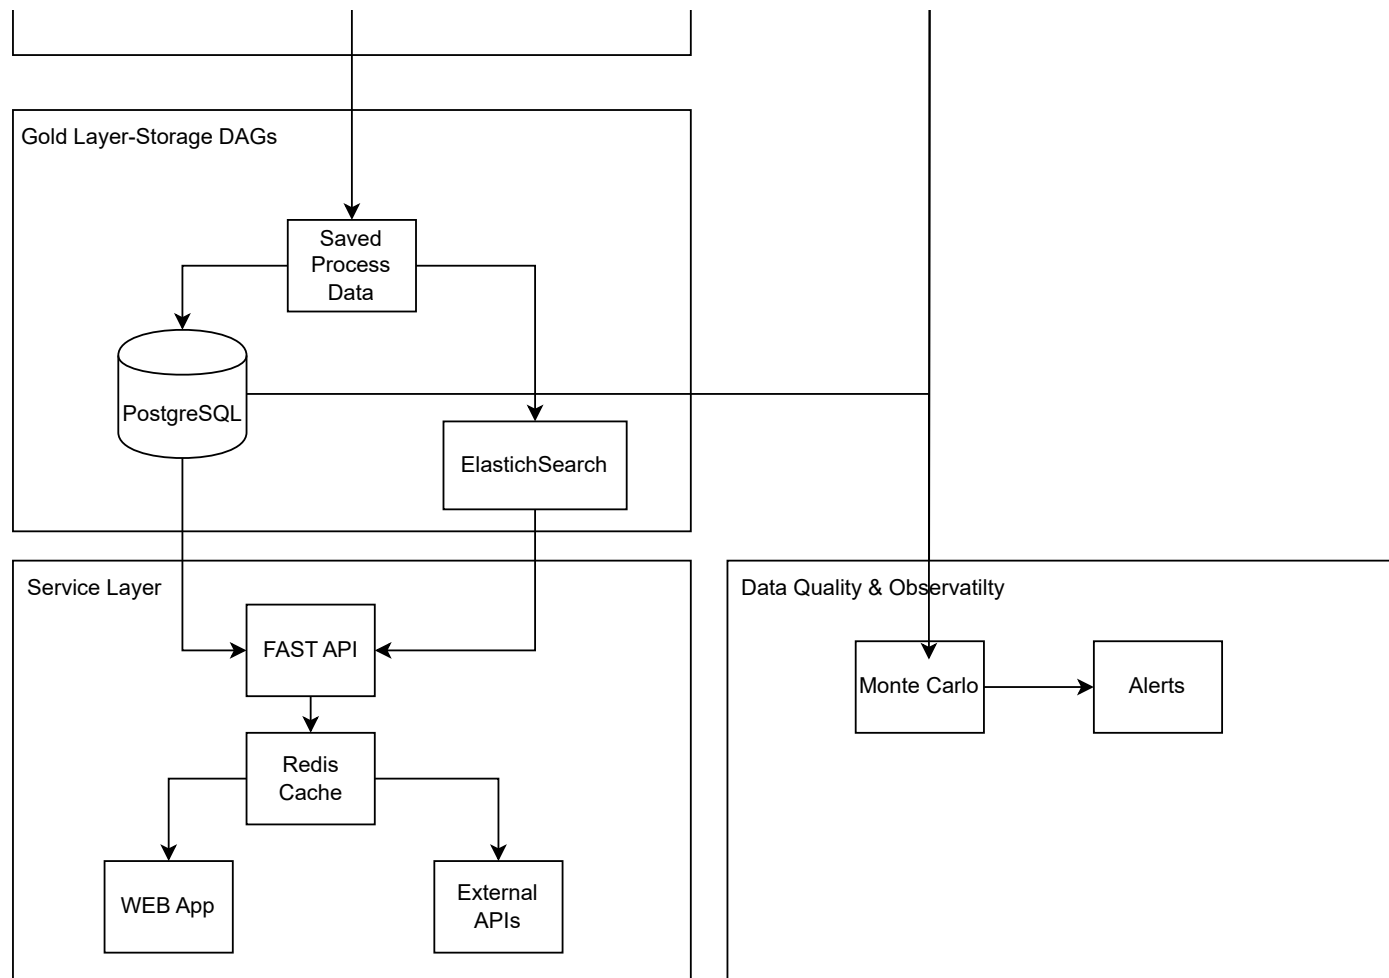 Gold Layer-Storage DAGs
Saved
Process
Data
PostgreSQL
ElastichSearch
Service Layer
Data Quality & Observatilty
FAST API
Monte Carlo
Alerts
Redis
Cache
WEB App
External
APIs